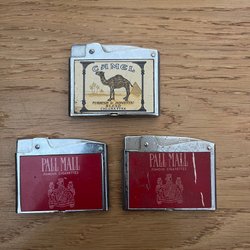 CAMEL
TURKISH & DOMESTIC
BLEND
CIGARETTES
PALL MALL
FAMOUS CIGARETTES
PALL MALL
FAMOUS CIGARETTES